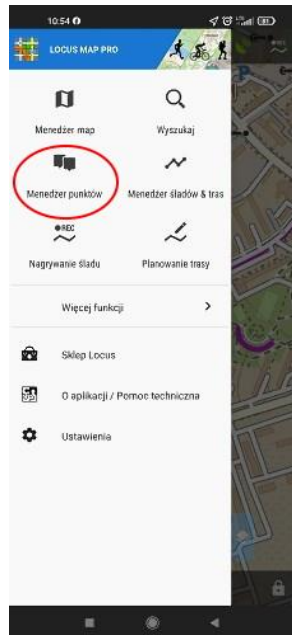 10:54
LOCUS MAP PRO
Menedżer map
Wyszukaj
Menedżer punktów
Menedżer śladów & tras
REC
Nagrywanie śladu
Planowanie trasy
Więcej funkcji
Sklep Locus
O aplikacji / Pomoc techniczna
Ustawienia